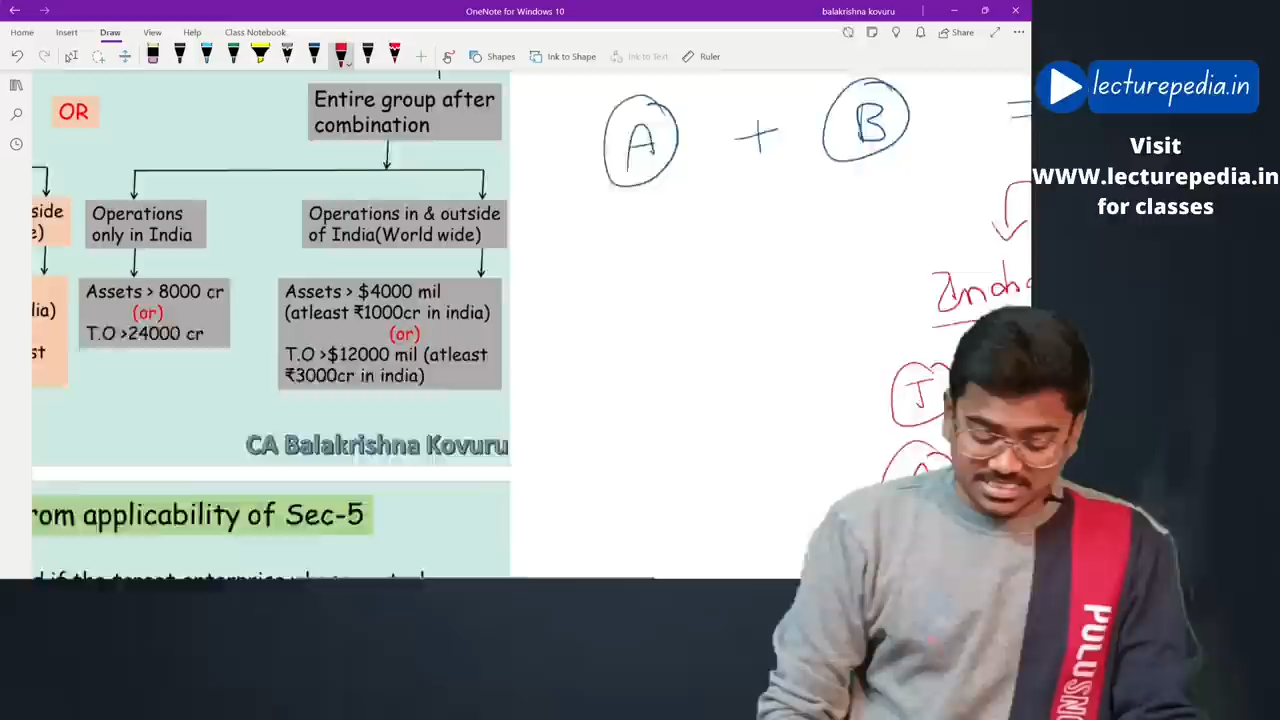 OneNote for Windows 10
balakrishna kovuru
Home Insert Draw View Help Class Notebook
Share
Shapes Ink to Shape Ink to Text Ruler
OR
Entire group after
combination
side
e)
Operations
only in India
Operations in & outside
of India(World wide)
dia)
st
Assets > 8000 cr
(or)
T.O >24000 cr
Assets > $4000 mil
(atleast ₹1000cr in india)
(or)
T.O >$12000 mil (atleast
₹3000cr in india)
CA Balakrishna Kovuru
rom applicability of Sec-5
A + B =
lecturepedia.in
Visit
WWW.lecturepedia.in
for classes